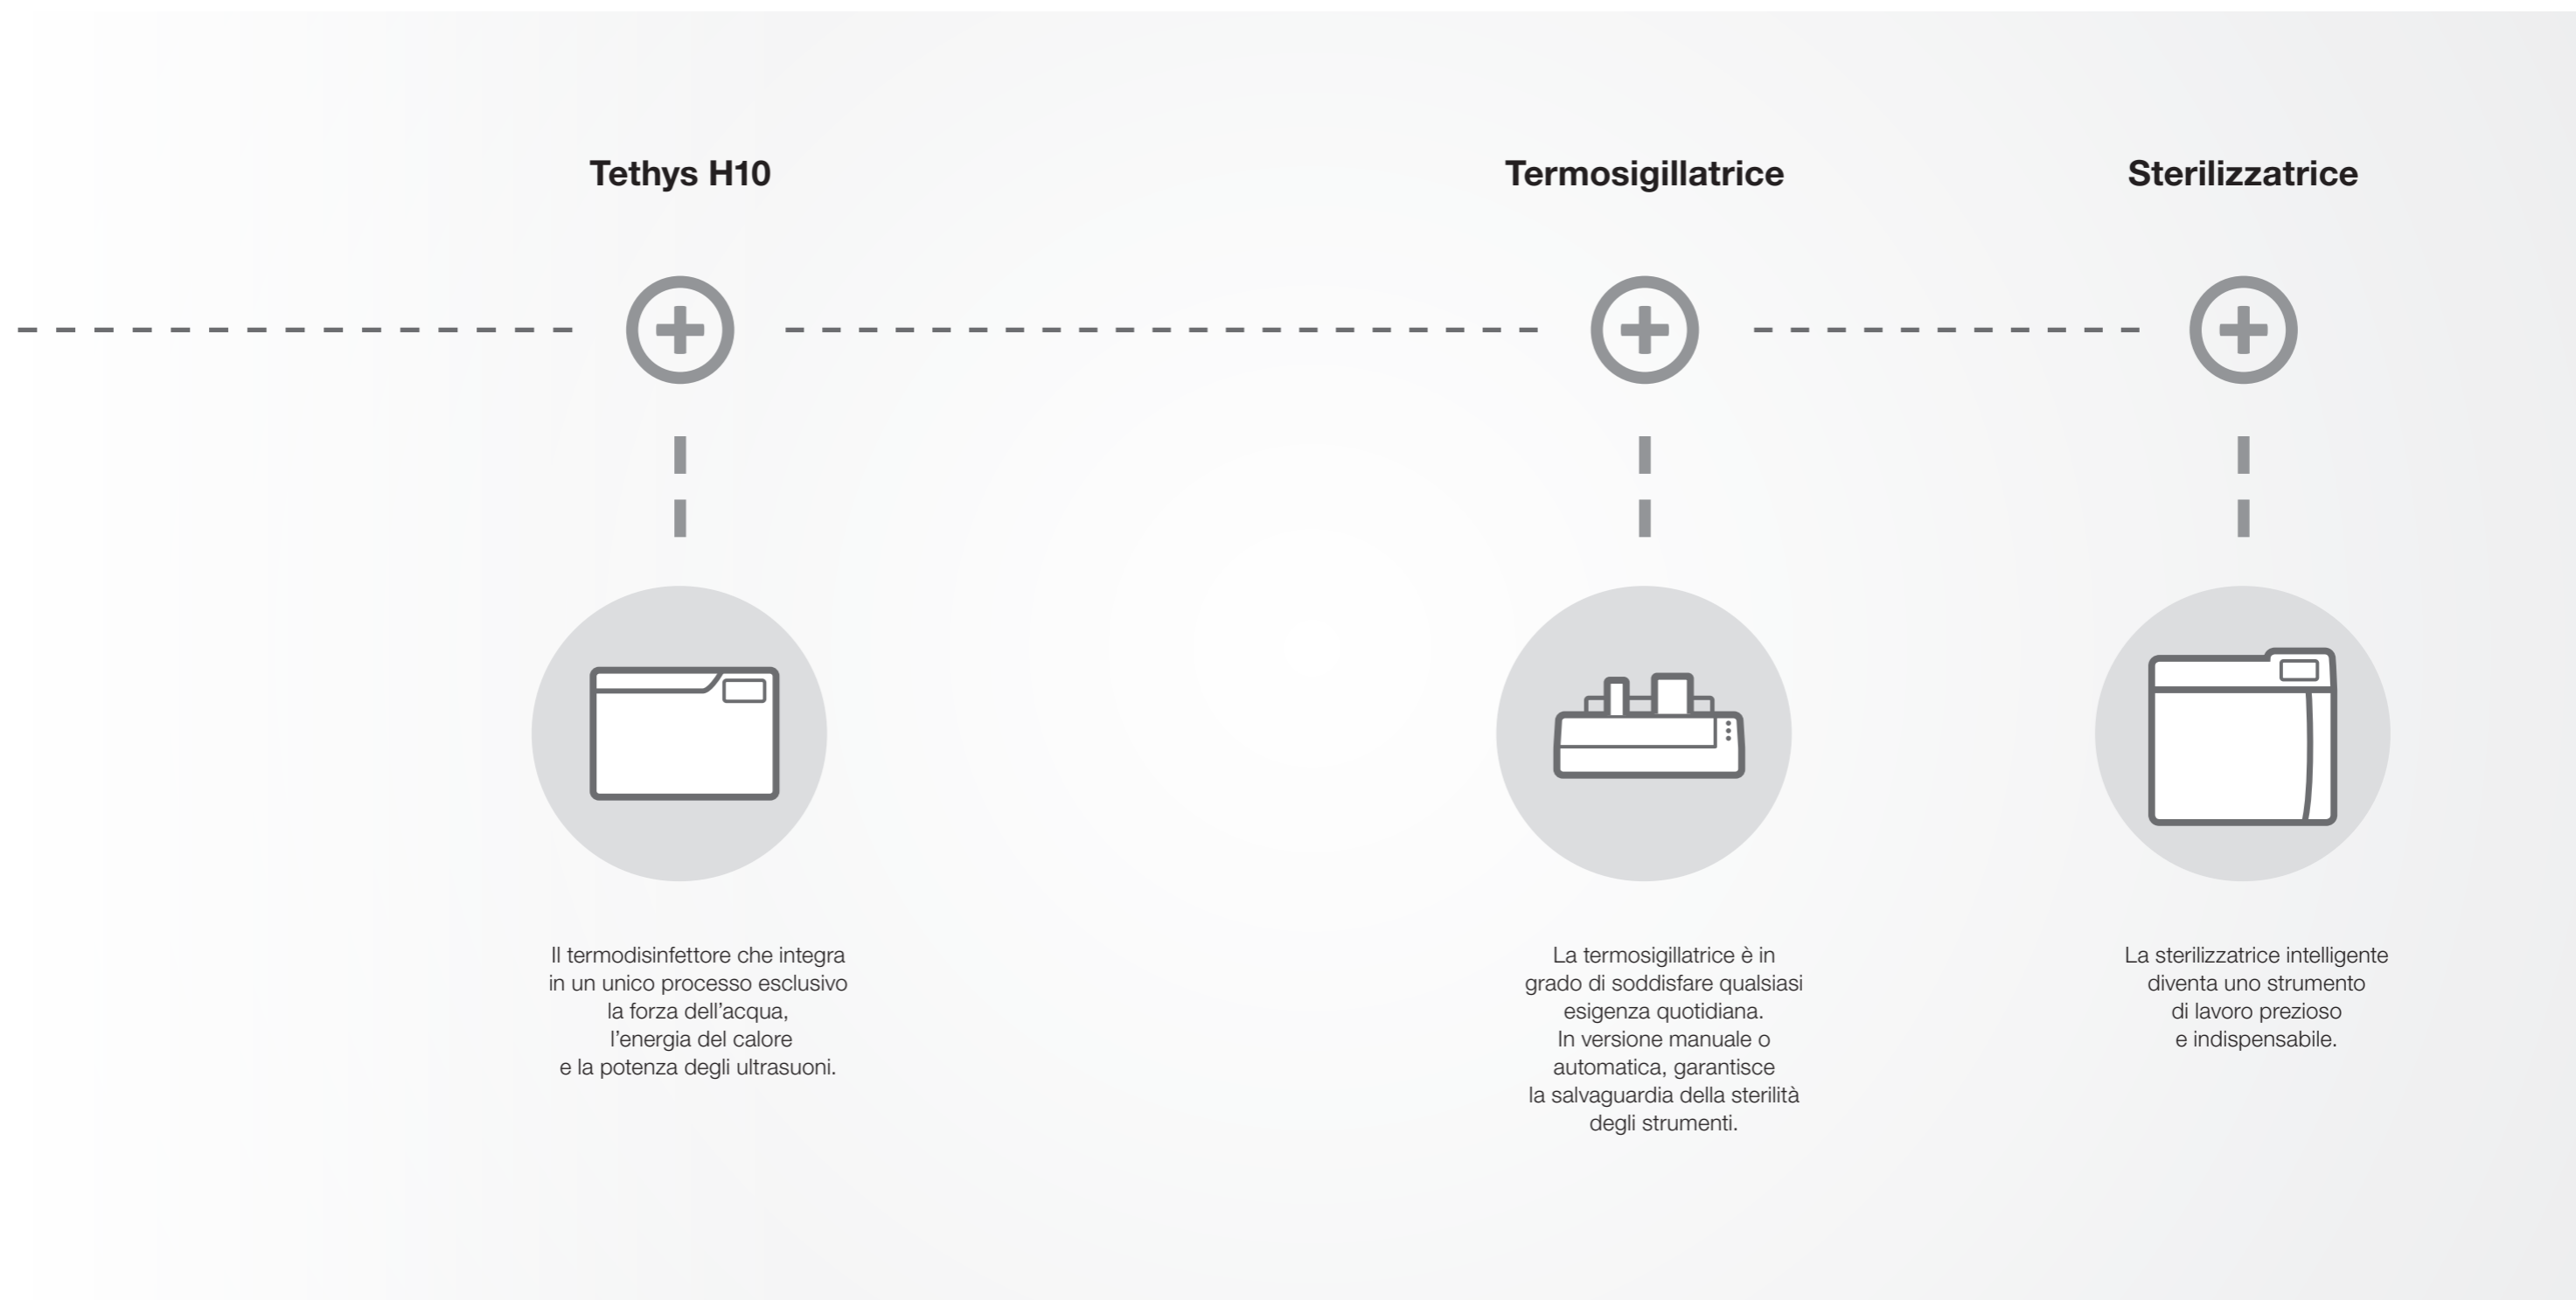 Tethys H10
Termosigillatrice
Sterilizzatrice
Il termodisinfettore che integra
in un unico processo esclusivo
la forza dell’acqua,
l’energia del calore
e la potenza degli ultrasuoni.
La termosigillatrice è in
grado di soddisfare qualsiasi
esigenza quotidiana.
In versione manuale o
automatica, garantisce
la salvaguardia della sterilità
degli strumenti.
La sterilizzatrice intelligente
diventa uno strumento
di lavoro prezioso
e indispensabile.